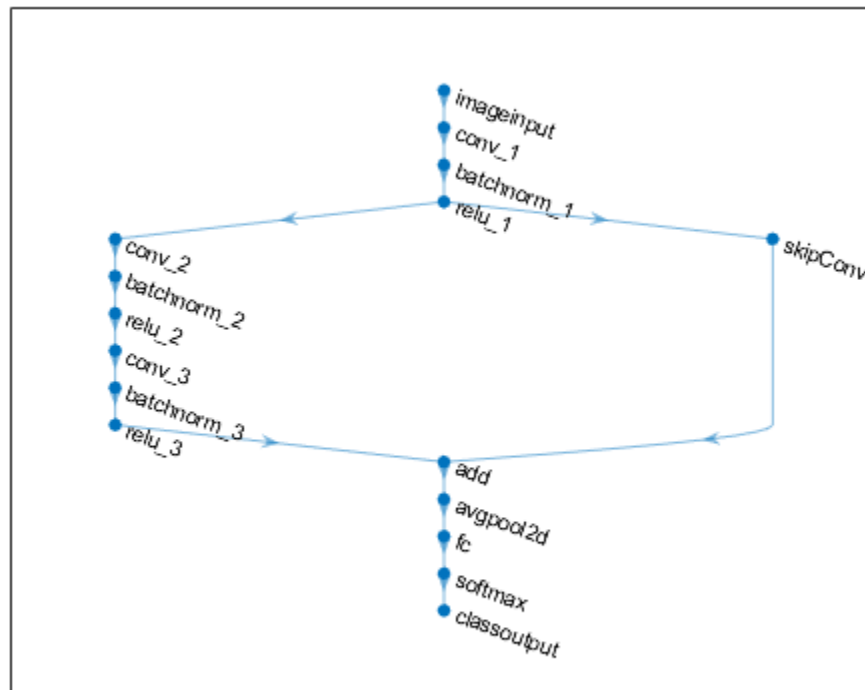 imageinput
conv_1
batchnorm_1
relu_1
conv_2
skipConv
batchnorm_2
relu_2
conv_3
batchnorm_3
relu_3
add
avgpool2d
fc
softmax
classoutput